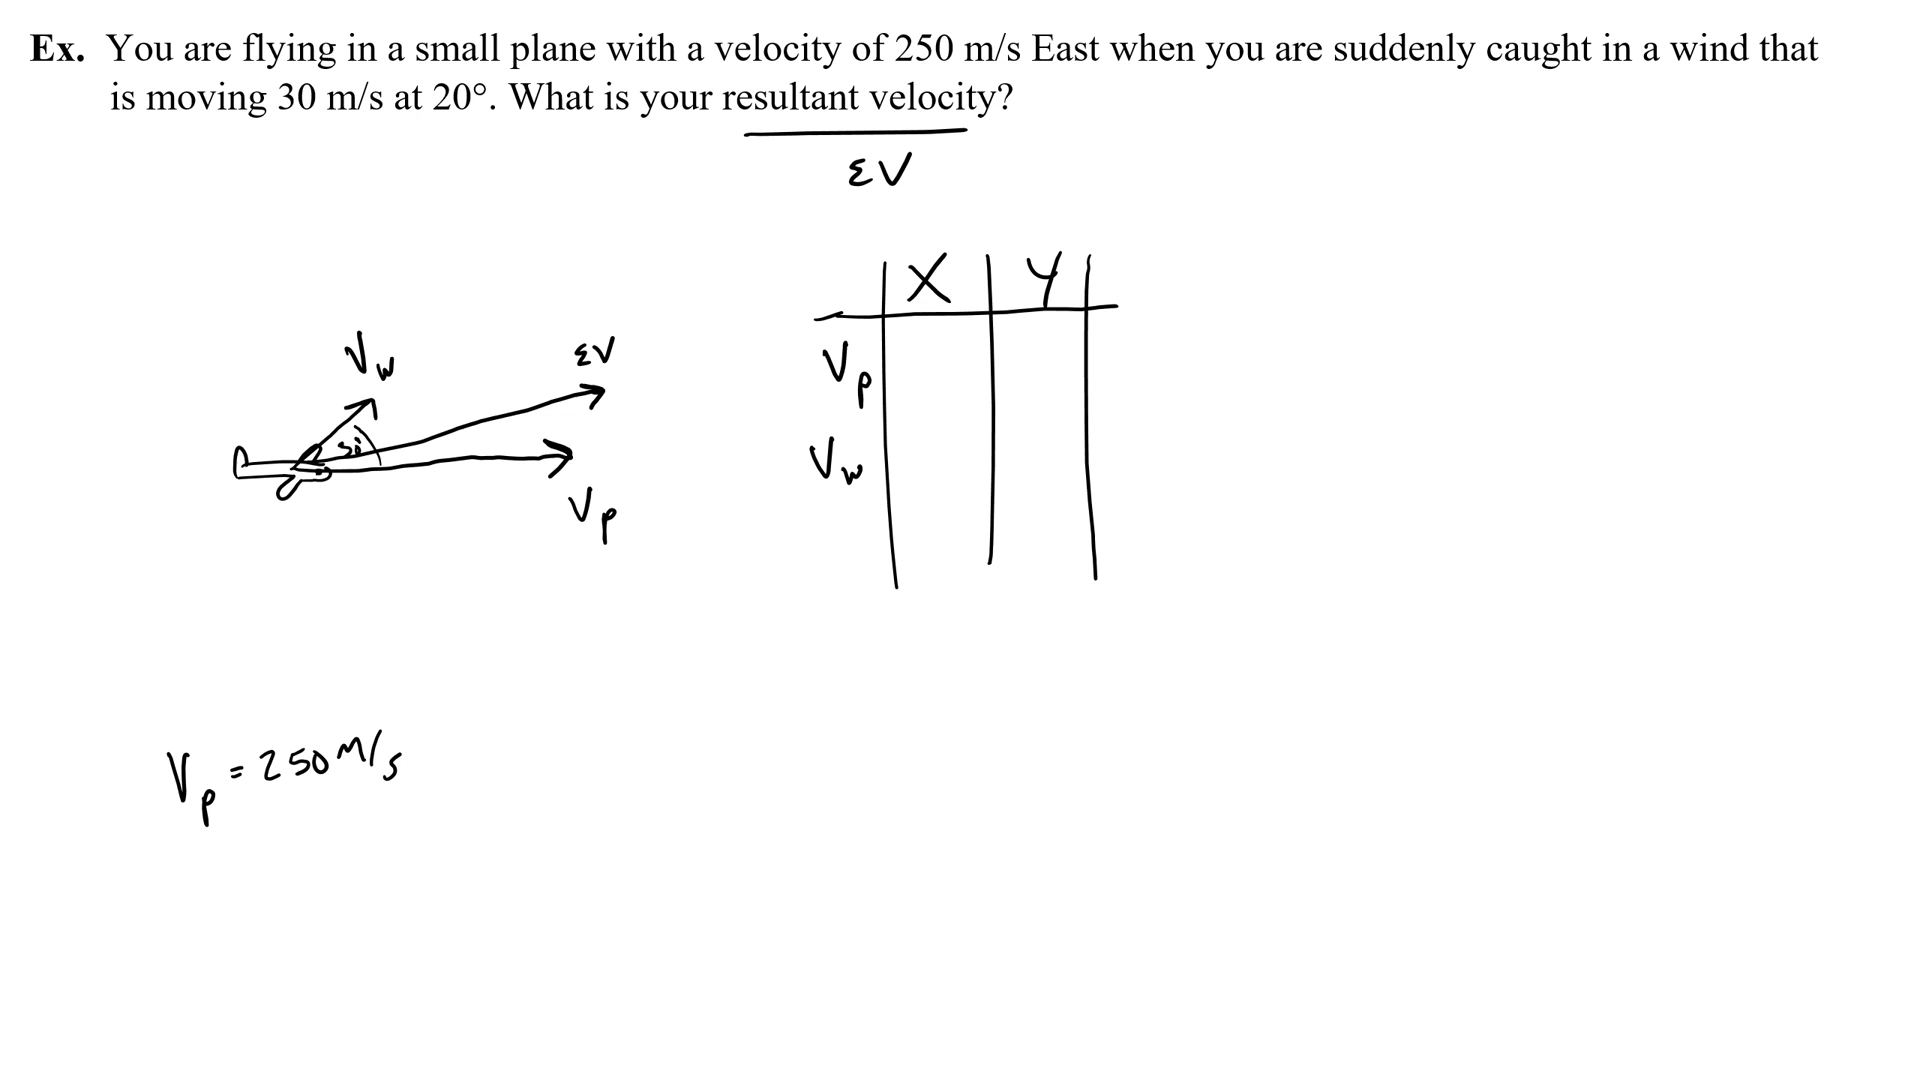 Ex. You are flying in a small plane with a velocity of 250 m/s East when you are suddenly caught in a wind that
is moving 30 m/s at 20°. What is your resultant velocity?
ΣV
X Y
Vw ΣV
Vp
Vw
Vp
Vp = 250 m/s